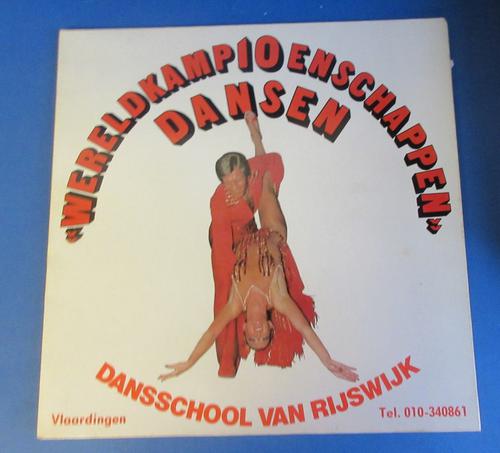 «WERELDKAMPIOENSCHAPPEN»
DANSEN
DANSSCHOOL VAN RIJSWIJK
Vlaardingen
Tel. 010-340861